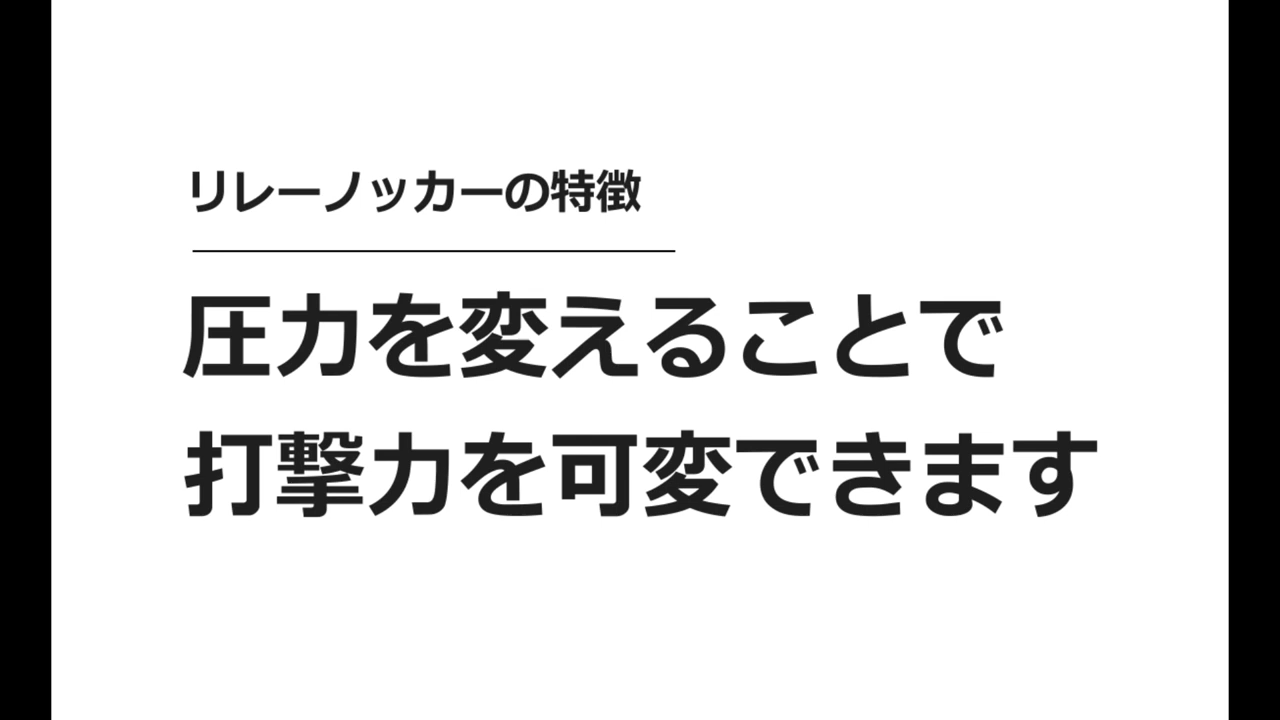 リレーノッカーの特徴
圧力を変えることで
打撃力を可変できます